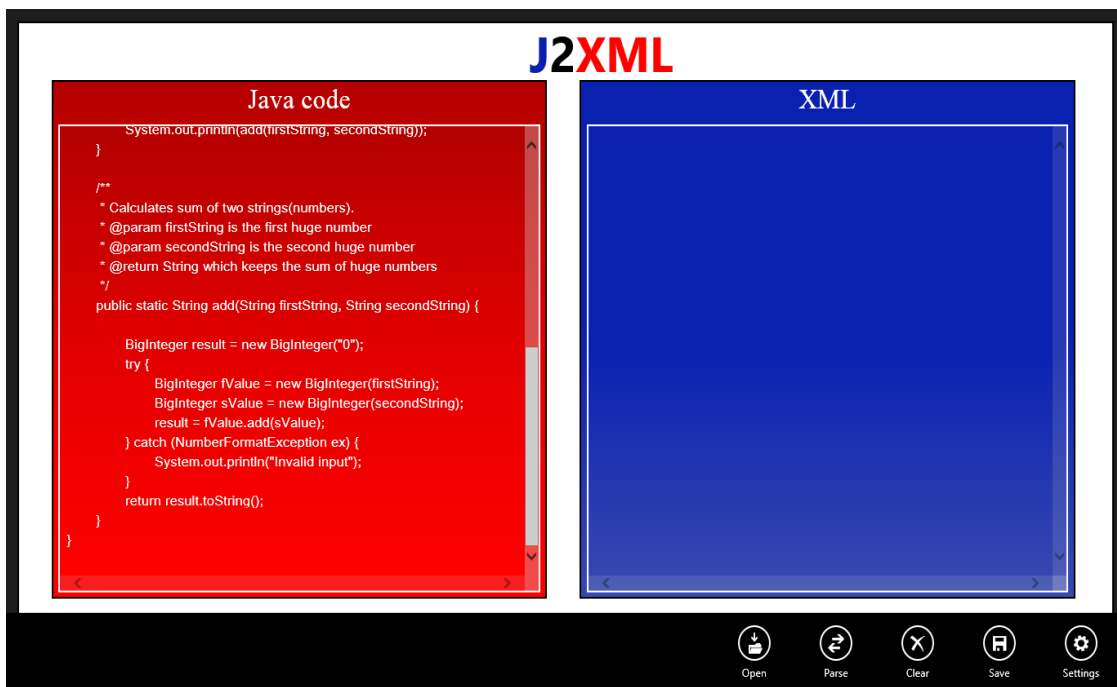 J2XML
Java code
System.out.println(add(firstString, secondString));
}
/**
* Calculates sum of two strings(numbers).
* @param firstString is the first huge number
* @param secondString is the second huge number
* @return String which keeps the sum of huge numbers
*/
public static String add(String firstString, String secondString) {
BigInteger result = new BigInteger("0");
try {
BigInteger fValue = new BigInteger(firstString);
BigInteger sValue = new BigInteger(secondString);
result = fValue.add(sValue);
} catch (NumberFormatException ex) {
System.out.println("Invalid input");
}
return result.toString();
}
}
XML
Open
Parse
Clear
Save
Settings